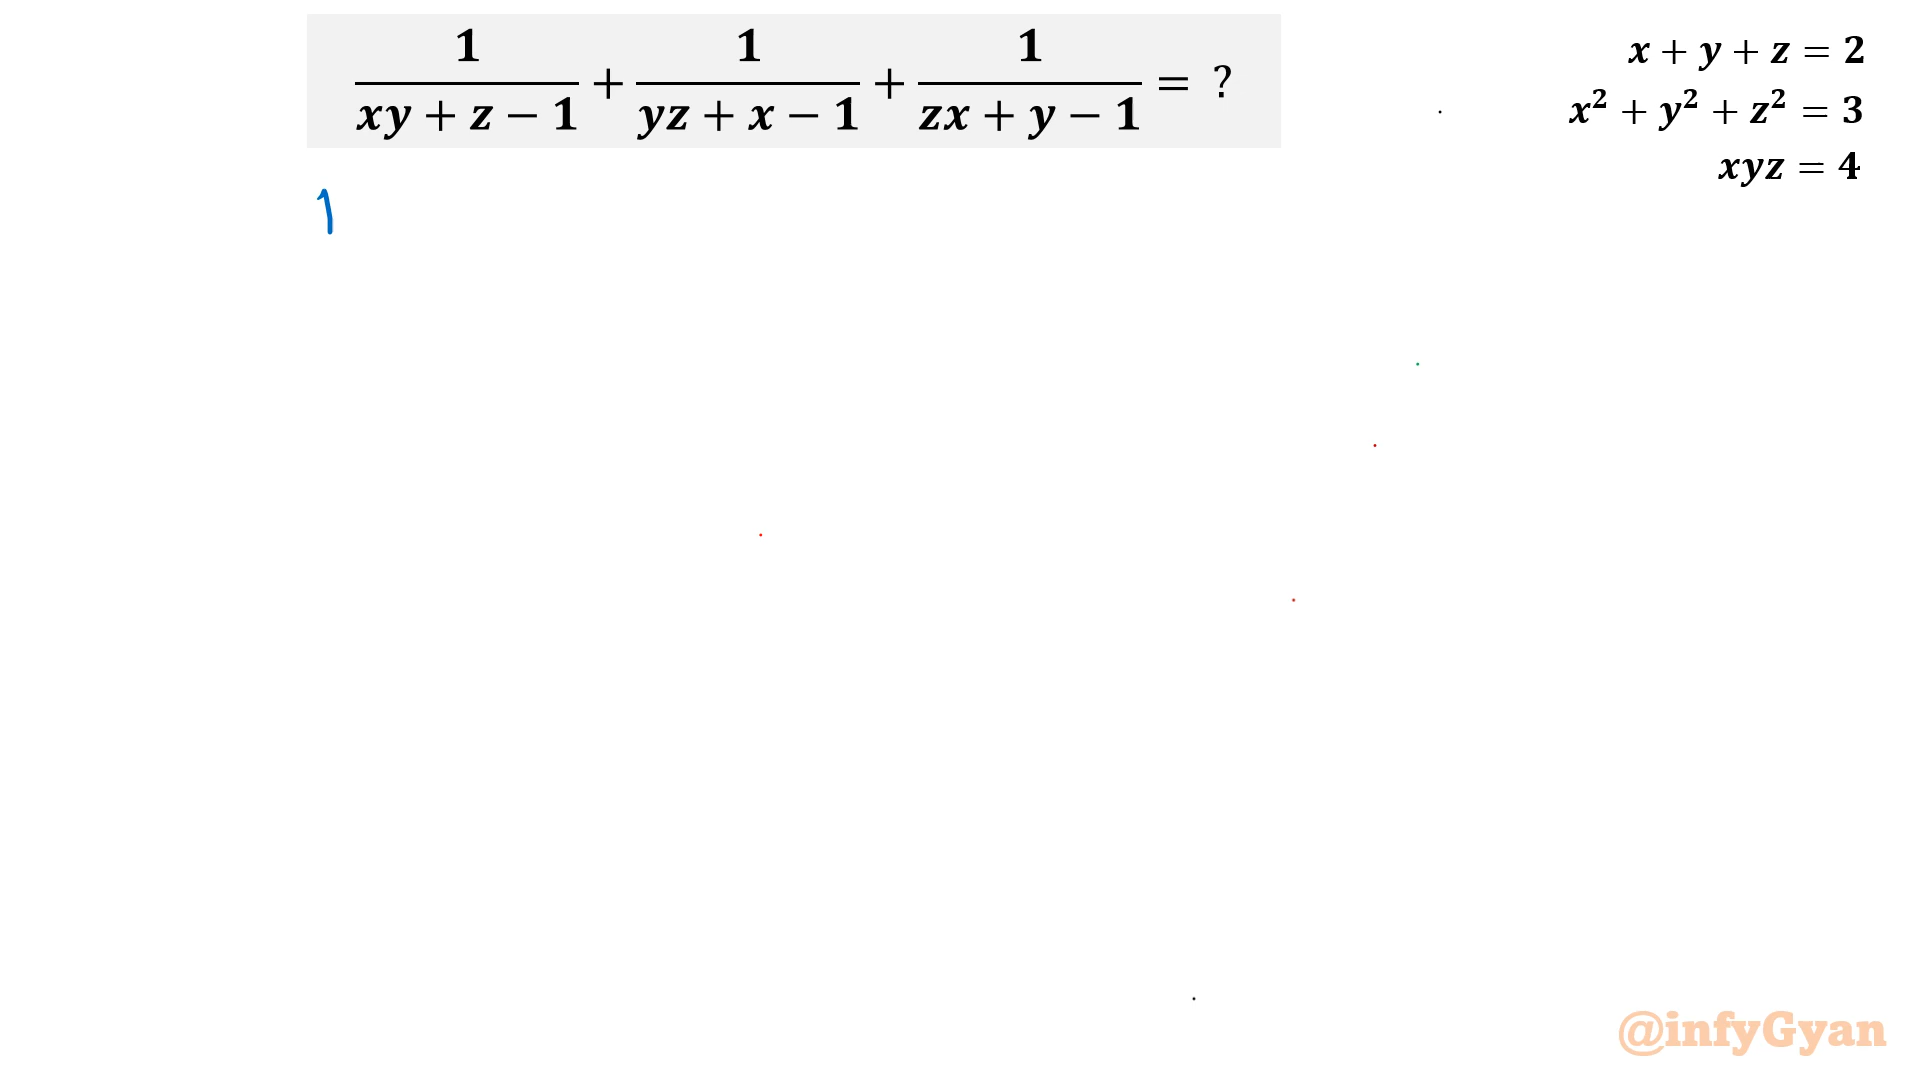 1/(xy + z − 1) + 1/(yz + x − 1) + 1/(zx + y − 1) = ?
x + y + z = 2
x² + y² + z² = 3
xyz = 4
1
@infyGyan